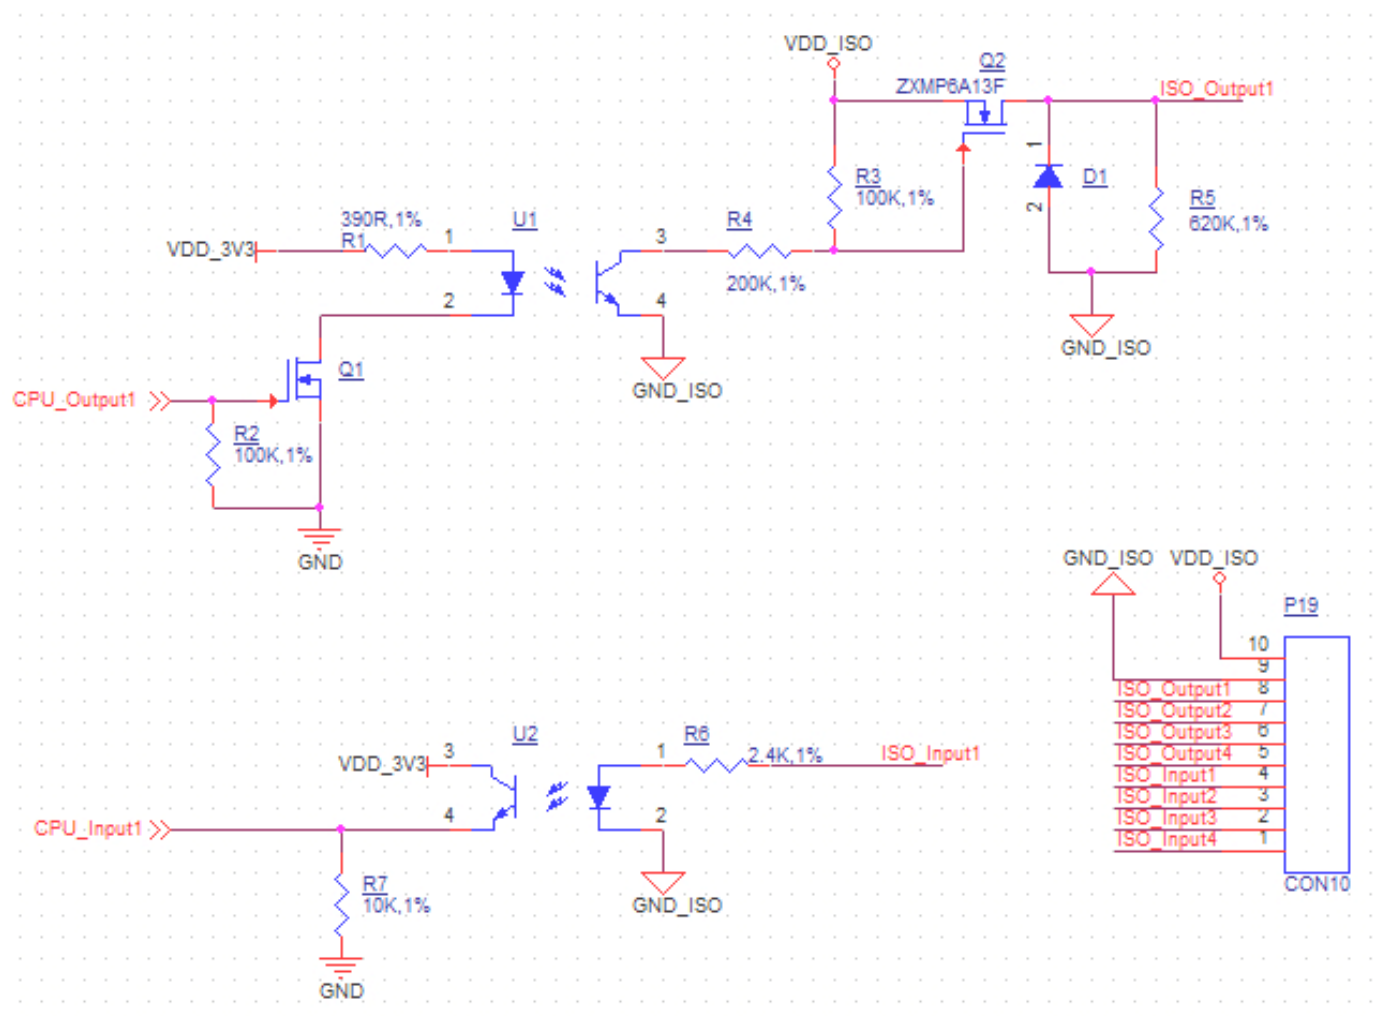 VDD_ISO
Q2
ZXMP6A13F
ISO_Output1
1
D1
2
R3
100K,1%
R5
620K,1%
390R,1%
R1
VDD_3V3
1
U1
2
3
4
R4
200K,1%
GND_ISO
GND_ISO
Q1
CPU_Output1
R2
100K,1%
GND
GND_ISO
VDD_ISO
P19
10
9
ISO_Output1 8
ISO_Output2 7
ISO_Output3 6
ISO_Output4 5
ISO_Input1 4
ISO_Input2 3
ISO_Input3 2
ISO_Input4 1
CON10
VDD_3V3
3
U2
1
R6
2.4K,1%
ISO_Input1
CPU_Input1
4
2
R7
10K,1%
GND_ISO
GND